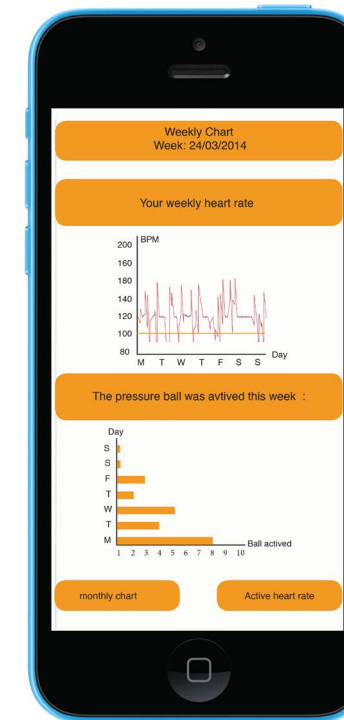 Weekly Chart
Week: 24/03/2014
Your weekly heart rate
BPM
200
160
180
140
120
100
80
M T W T F S S
Day
The pressure ball was avtived this week :
Day
S
S
F
T
W
T
M
Ball actived
1 2 3 4 5 6 7 8 9 10
monthly chart
Active heart rate